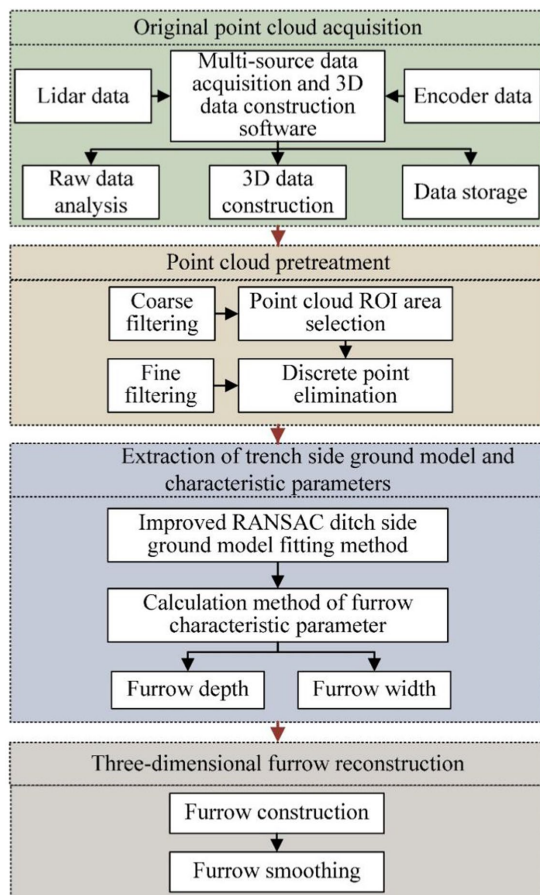 Original point cloud acquisition
Lidar data
Multi-source data
acquisition and 3D
data construction
software
Encoder data
Raw data
analysis
3D data
construction
Data storage
Point cloud pretreatment
Coarse
filtering
Point cloud ROI area
selection
Fine
filtering
Discrete point
elimination
Extraction of trench side ground model and
characteristic parameters
Improved RANSAC ditch side
ground model fitting method
Calculation method of furrow
characteristic parameter
Furrow depth
Furrow width
Three-dimensional furrow reconstruction
Furrow construction
Furrow smoothing